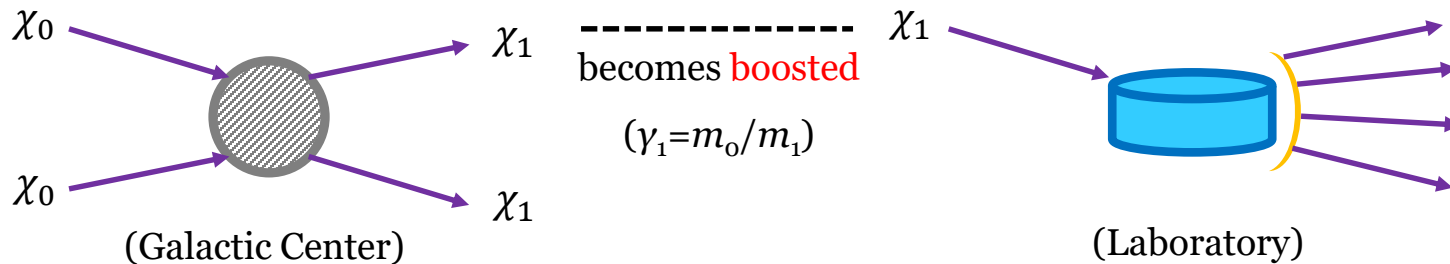 χ₀
χ₁
χ₁
becomes boosted
(γ₁=m₀/m₁)
χ₀
χ₁
(Galactic Center)
(Laboratory)